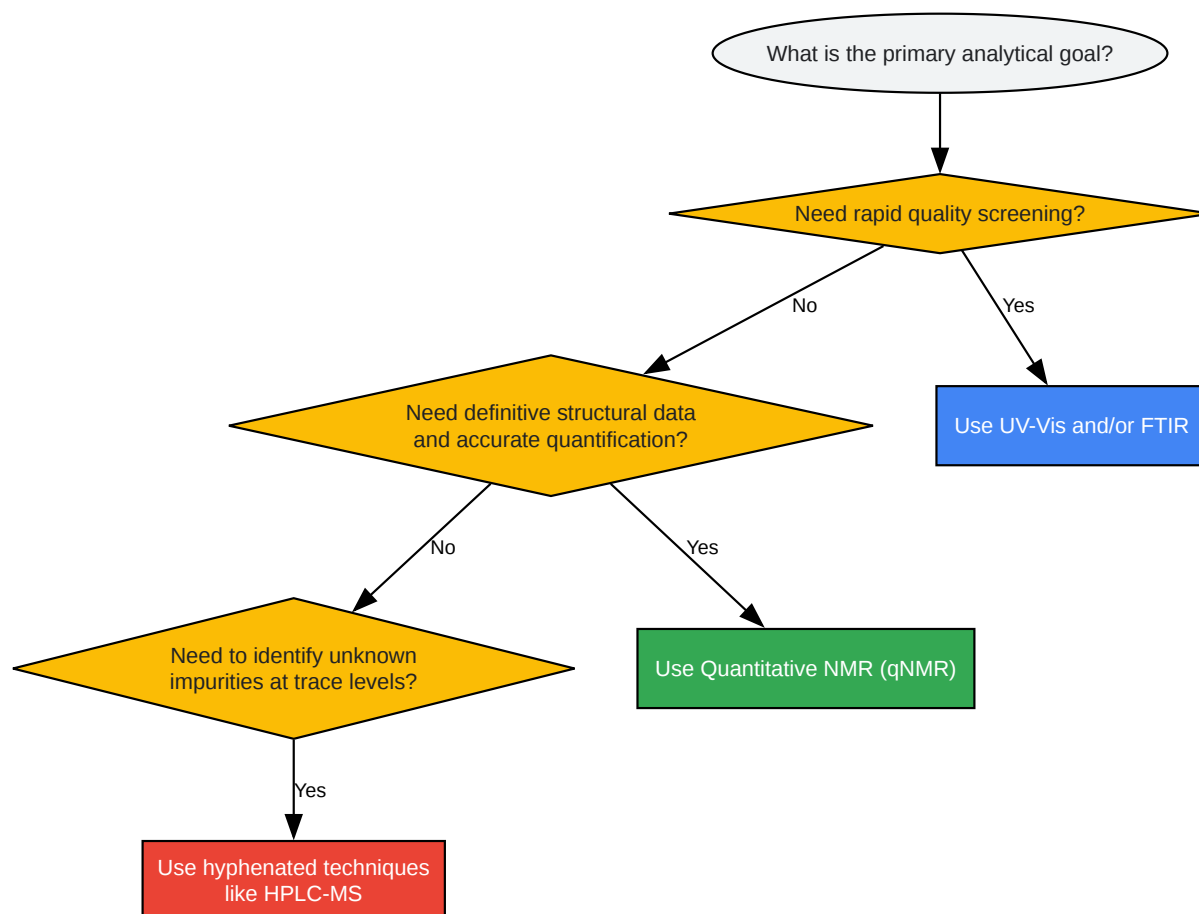 What is the primary analytical goal?
Need rapid quality screening?
No
Yes
Need definitive structural data
and accurate quantification?
Use UV-Vis and/or FTIR
No
Yes
Need to identify unknown
impurities at trace levels?
Use Quantitative NMR (qNMR)
Yes
Use hyphenated techniques
like HPLC-MS